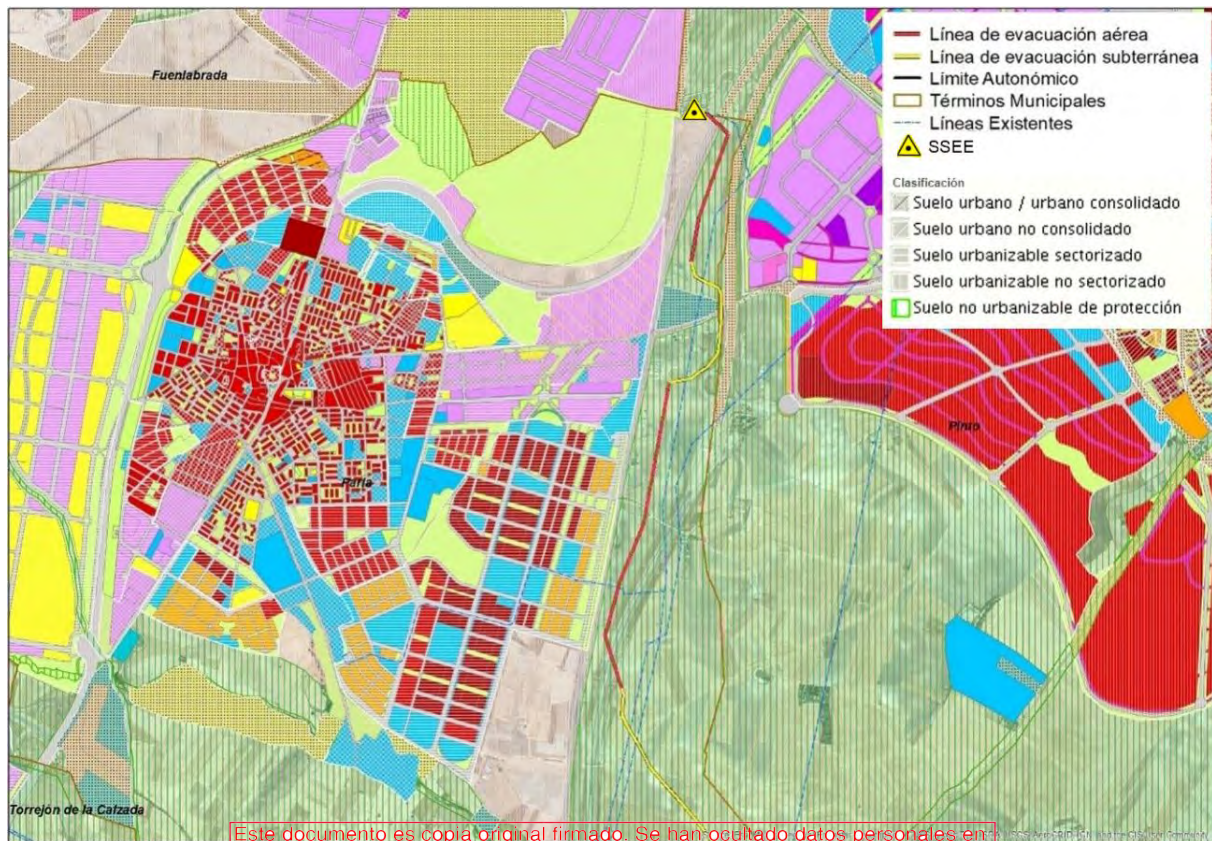 Línea de evacuación aérea
Línea de evacuación subterránea
Límite Autonómico
Términos Municipales
Líneas Existentes
SSEE
Clasificación
Suelo urbano / urbano consolidado
Suelo urbano no consolidado
Suelo urbanizable sectorizado
Suelo urbanizable no sectorizado
Suelo no urbanizable de protección
Fuenlabrada
Pinto
Parla
Torrejón de la Calzada
Este documento es copia original firmado. Se han ocultado datos personales en